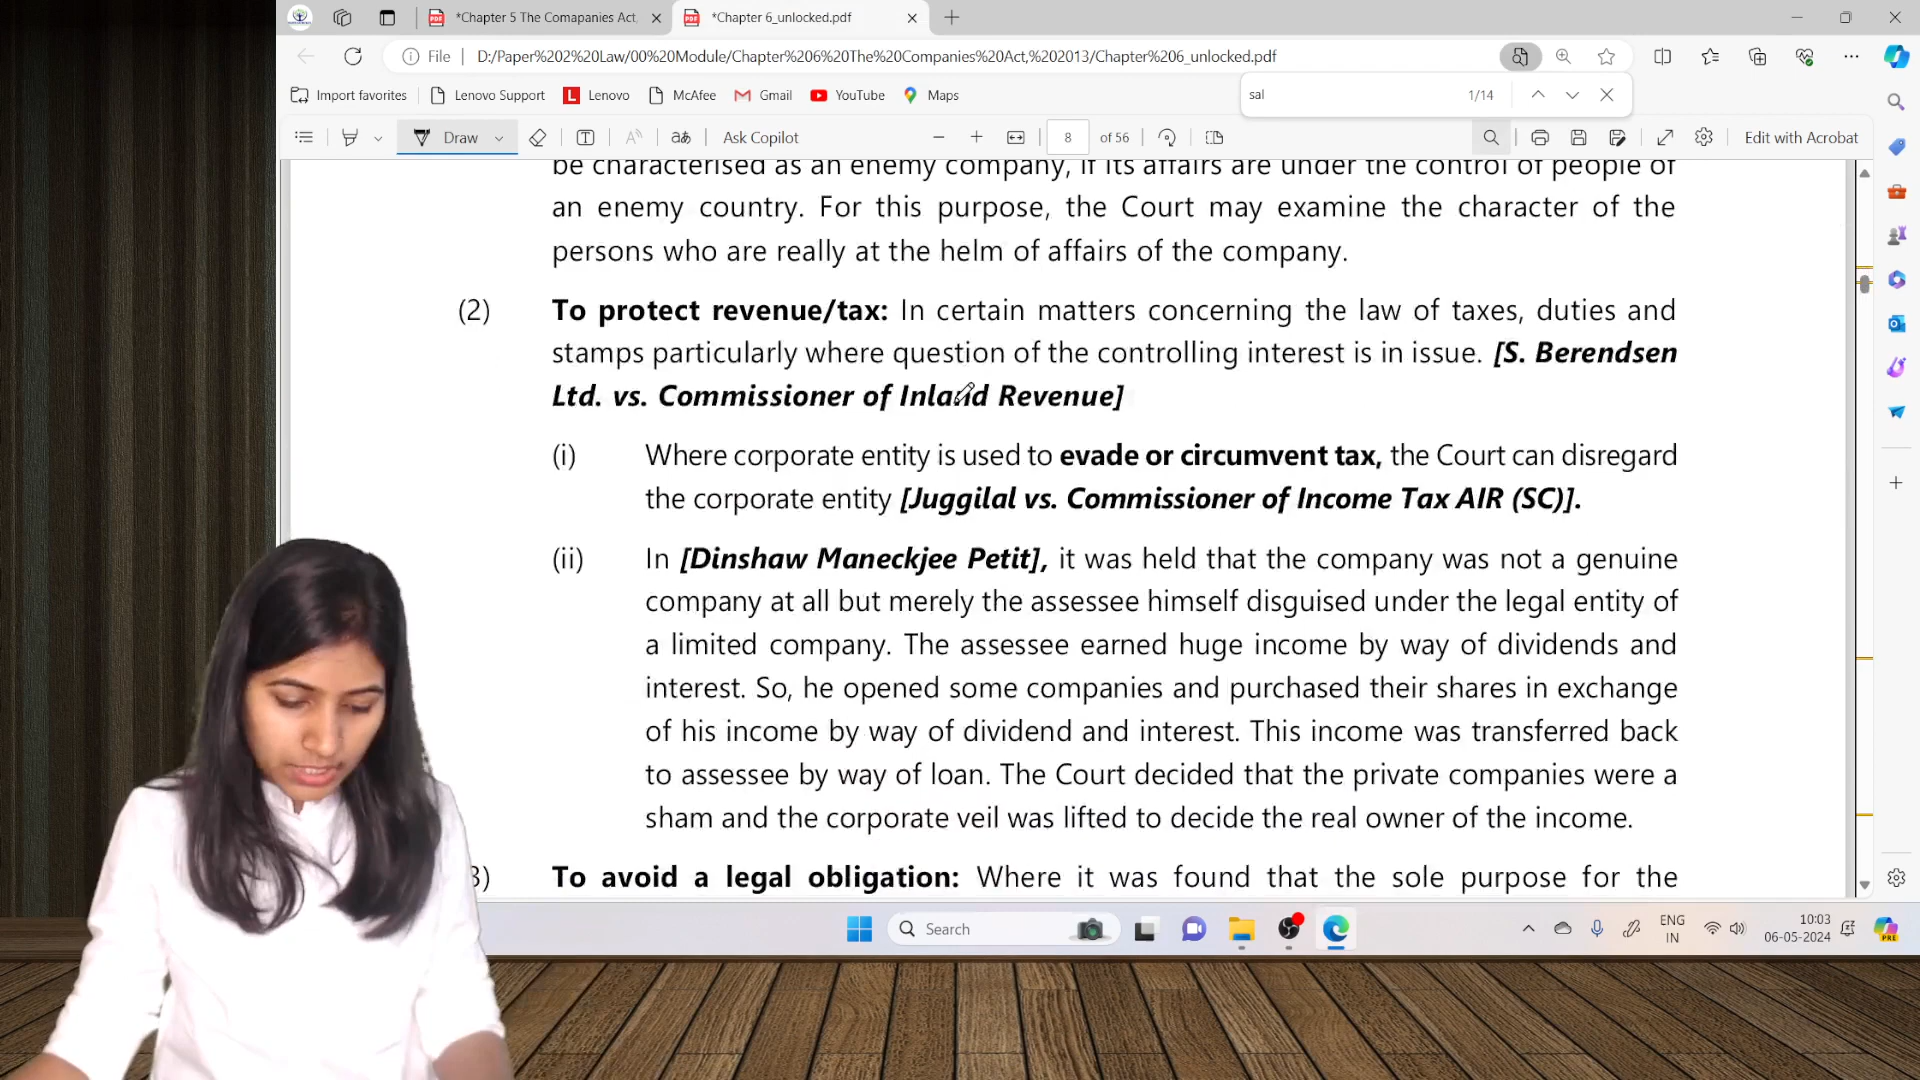 *Chapter 5 The Comapanies Act,
*Chapter 6_unlocked.pdf
File
D:/Paper%202%20Law/00%20Module/Chapter%206%20The%20Companies%20Act,%202013/Chapter%206_unlocked.pdf
Import favorites
Lenovo Support
Lenovo
McAfee
Gmail
YouTube
Maps
sal
1/14
Draw
Ask Copilot
8
of 56
Edit with Acrobat
be characterised as an enemy company, if its affairs are under the control of people of
an enemy country. For this purpose, the Court may examine the character of the
persons who are really at the helm of affairs of the company.
(2) To protect revenue/tax: In certain matters concerning the law of taxes, duties and
stamps particularly where question of the controlling interest is in issue. [S. Berendsen
Ltd. vs. Commissioner of Inland Revenue]
(i) Where corporate entity is used to evade or circumvent tax, the Court can disregard
the corporate entity [Juggilal vs. Commissioner of Income Tax AIR (SC)].
(ii) In [Dinshaw Maneckjee Petit], it was held that the company was not a genuine
company at all but merely the assessee himself disguised under the legal entity of
a limited company. The assessee earned huge income by way of dividends and
interest. So, he opened some companies and purchased their shares in exchange
of his income by way of dividend and interest. This income was transferred back
to assessee by way of loan. The Court decided that the private companies were a
sham and the corporate veil was lifted to decide the real owner of the income.
3) To avoid a legal obligation: Where it was found that the sole purpose for the
Search
ENG
IN
10:03
06-05-2024
PRE